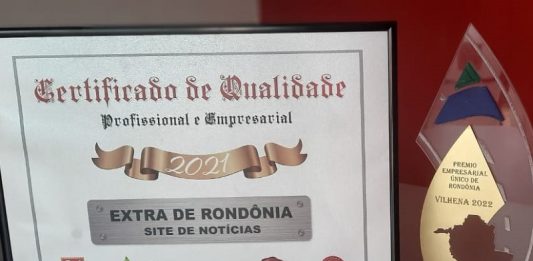 Certificado de Qualidade
Profissional e Empresarial
2021
EXTRA DE RONDÔNIA
SITE DE NOTÍCIAS
PREMIO
EMPRESARIAL
ÚNICO DE
RONDÔNIA
VILHENA 2022